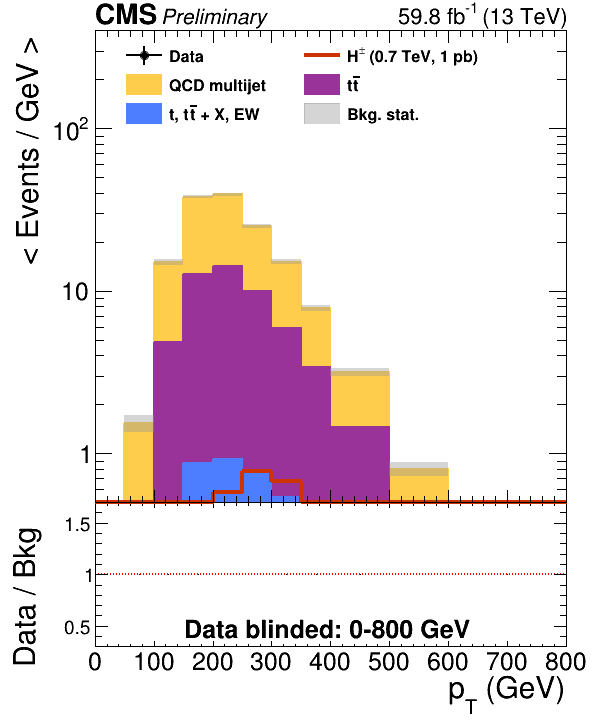 CMS Preliminary 59.8 fb⁻¹ (13 TeV)
Data
H± (0.7 TeV, 1 pb)
QCD multijet
tt̄
t, tt̄ + X, EW
Bkg. stat.
< Events / GeV >
10²
10
1
Data / Bkg
1.5
1
0.5
Data blinded: 0-800 GeV
0 100 200 300 400 500 600 700 800
p_T (GeV)